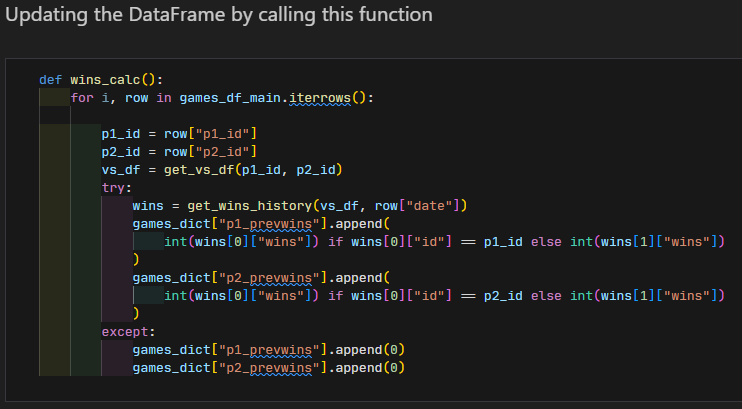 Updating the DataFrame by calling this function
def wins_calc():
    for i, row in games_df_main.iterrows():

        p1_id = row["p1_id"]
        p2_id = row["p2_id"]
        vs_df = get_vs_df(p1_id, p2_id)
        try:
            wins = get_wins_history(vs_df, row["date"])
            games_dict["p1_prevwins"].append(
                int(wins[0]["wins"]) if wins[0]["id"] == p1_id else int(wins[1]["wins"])
            )
            games_dict["p2_prevwins"].append(
                int(wins[0]["wins"]) if wins[0]["id"] == p2_id else int(wins[1]["wins"])
            )
        except:
            games_dict["p1_prevwins"].append(0)
            games_dict["p2_prevwins"].append(0)